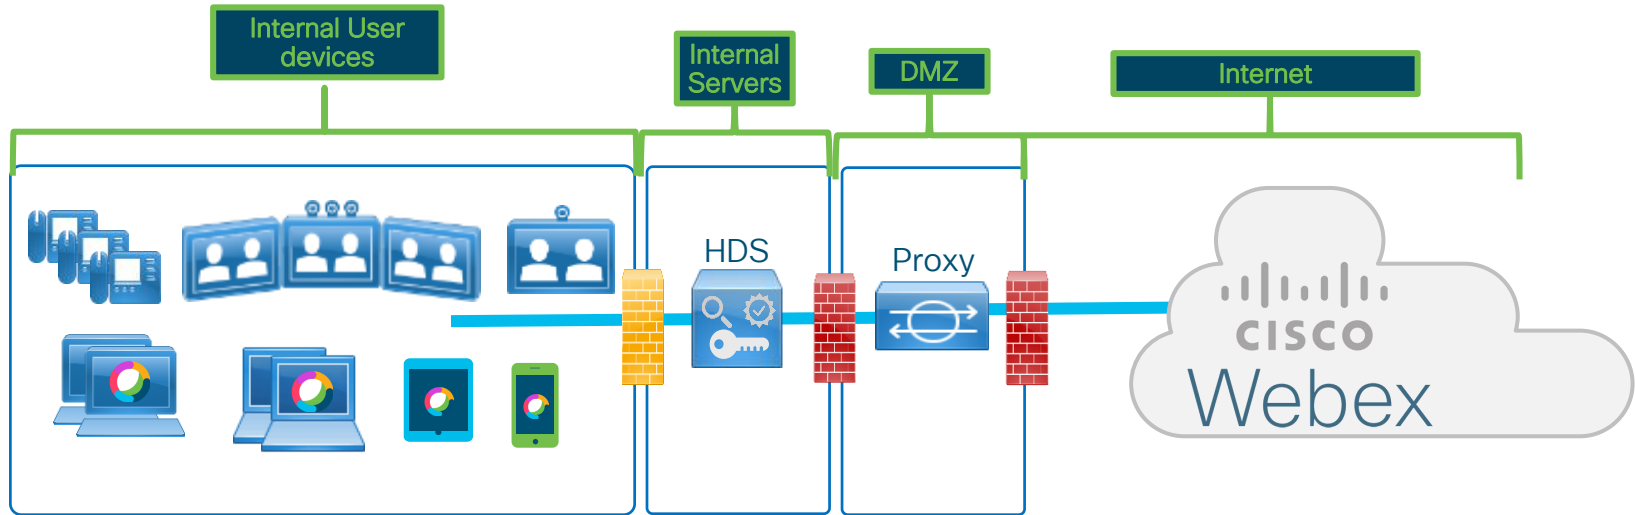 Internal User
devices
Internal
Servers
DMZ
Internet
HDS
Proxy
CISCO
Webex